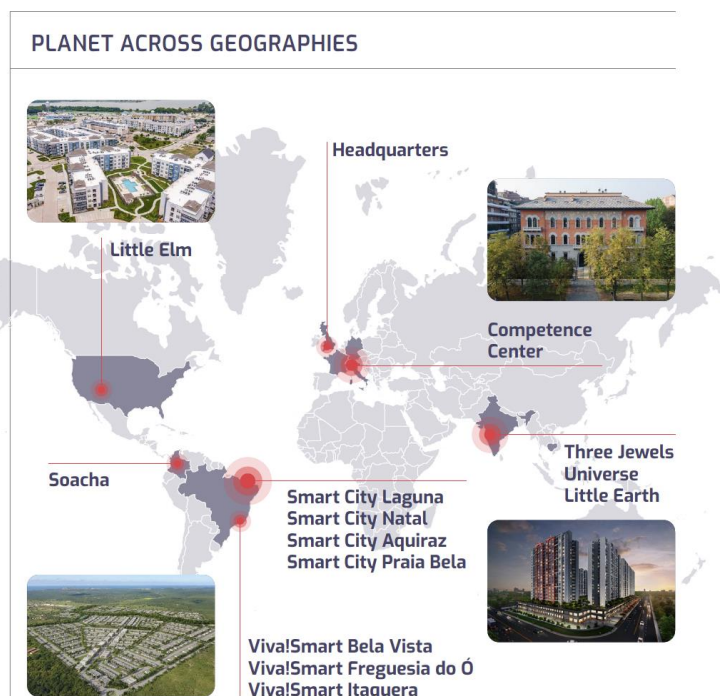 PLANET ACROSS GEOGRAPHIES
Headquarters
Little Elm
Competence
Center
Soacha
Three Jewels
Universe
Little Earth
Smart City Laguna
Smart City Natal
Smart City Aquiraz
Smart City Praia Bela
Viva!Smart Bela Vista
Viva!Smart Freguesia do Ó
Viva!Smart Itaquera